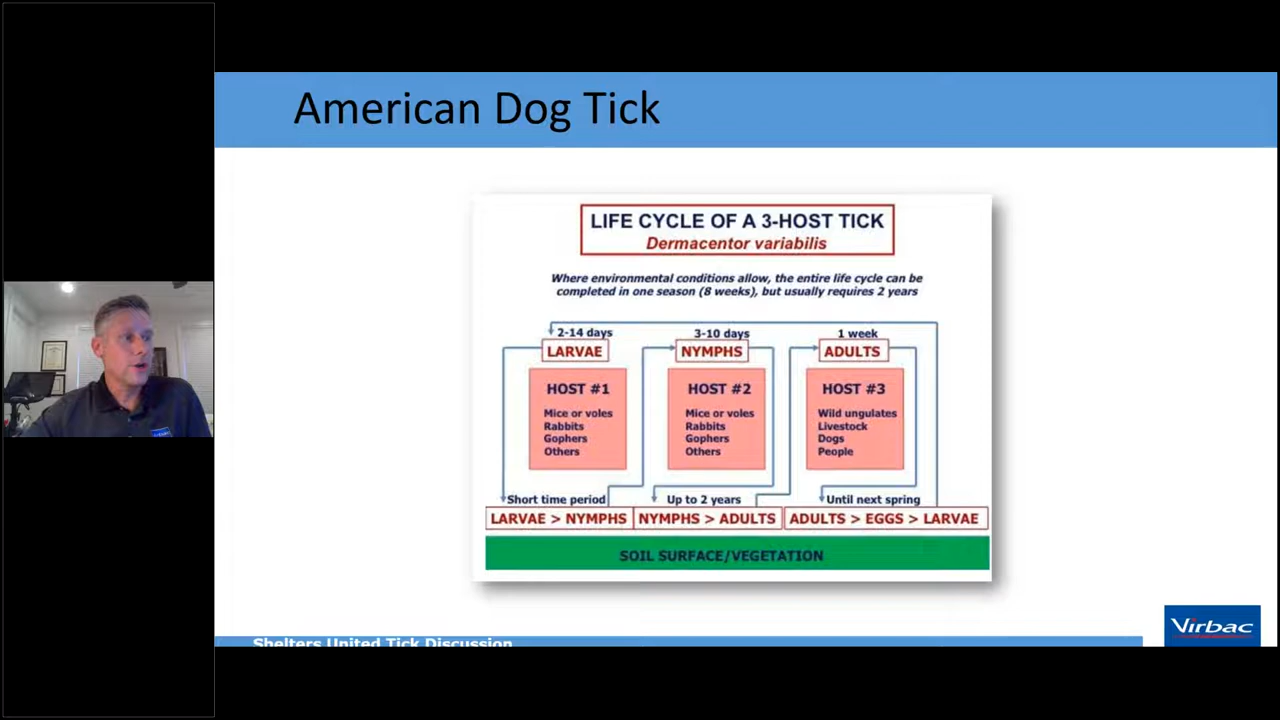 American Dog Tick
LIFE CYCLE OF A 3-HOST TICK
Dermacentor variabilis
Where environmental conditions allow, the entire life cycle can be
completed in one season (8 weeks), but usually requires 2 years
2-14 days
3-10 days
1 week
LARVAE
NYMPHS
ADULTS
HOST #1
Mice or voles
Rabbits
Gophers
Others
HOST #2
Mice or voles
Rabbits
Gophers
Others
HOST #3
Wild ungulates
Livestock
Dogs
People
Short time period
Up to 2 years
Until next spring
LARVAE > NYMPHS
NYMPHS > ADULTS
ADULTS > EGGS > LARVAE
SOIL SURFACE/VEGETATION
Shelters United Tick Discussion
Virbac